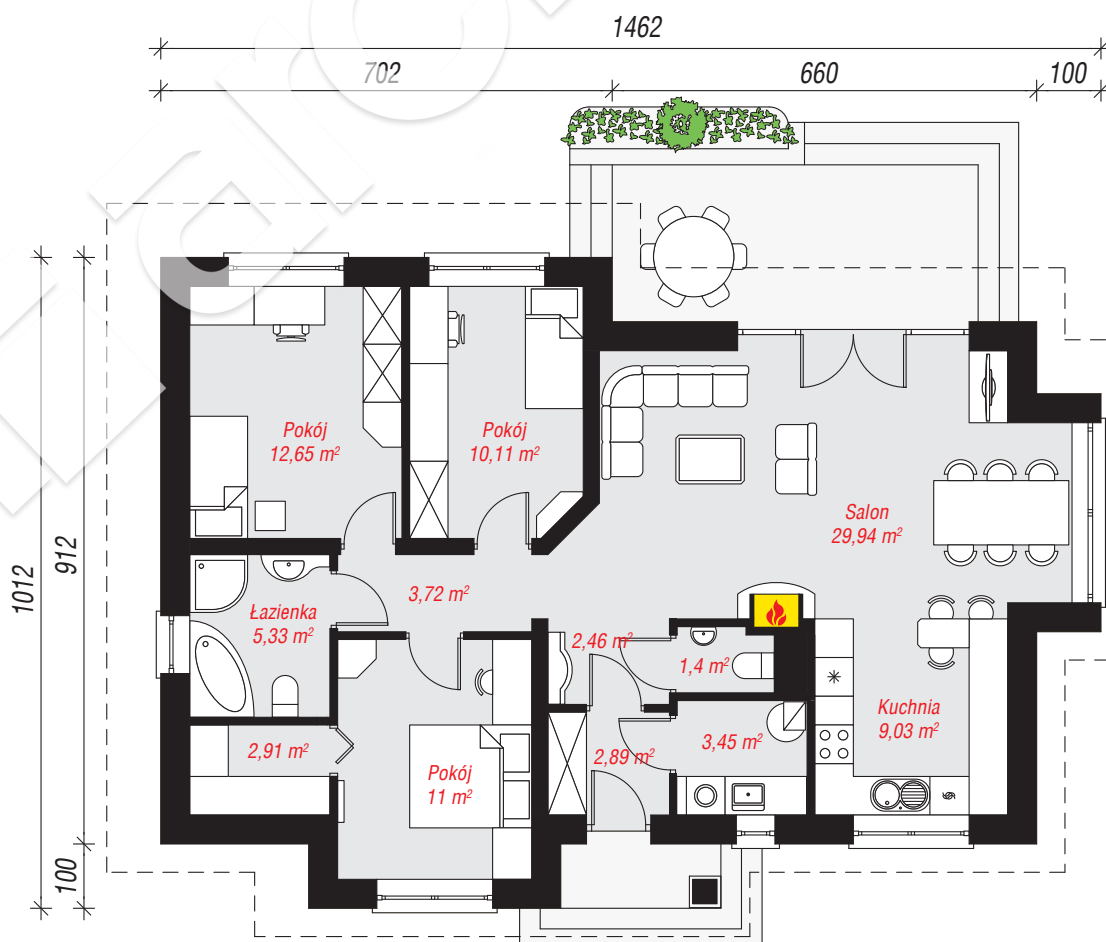 1462
702
660
100
1012
912
100
Pokój
12,65 m²
Pokój
10,11 m²
Salon
29,94 m²
3,72 m²
Łazienka
5,33 m²
2,46 m²
1,4 m²
Kuchnia
9,03 m²
2,91 m²
Pokój
11 m²
2,89 m²
3,45 m²